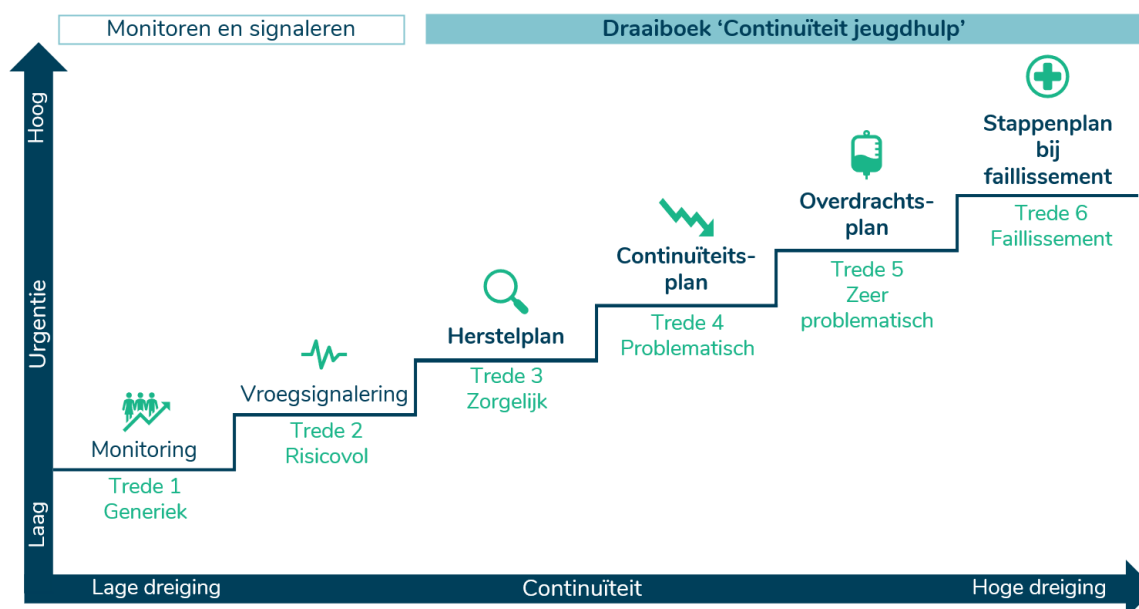 Monitoren en signaleren
Draaiboek ‘Continuïteit jeugdhulp’
Hoog
Urgentie
Laag
Monitoring
Trede 1
Generiek
Vroegsignalering
Trede 2
Risicovol
Herstelplan
Trede 3
Zorgelijk
Continuïteits-
plan
Trede 4
Problematisch
Overdrachts-
plan
Trede 5
Zeer
problematisch
Stappenplan
bij
faillissement
Trede 6
Faillissement
Lage dreiging
Continuïteit
Hoge dreiging